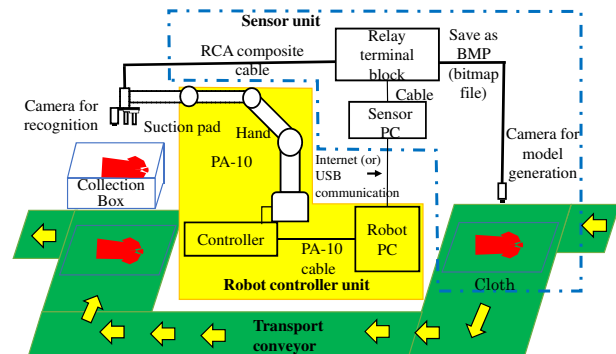 Sensor unit
RCA composite
cable
Relay
terminal
block
Save as
BMP
(bitmap
file)
Camera for
recognition
Suction pad
Hand
Cable
Sensor
PC
Camera for
model
generation
PA-10
Internet (or)
USB
communication
Collection
Box
Controller
PA-10
cable
Robot
PC
Robot controller unit
Cloth
Transport
conveyor